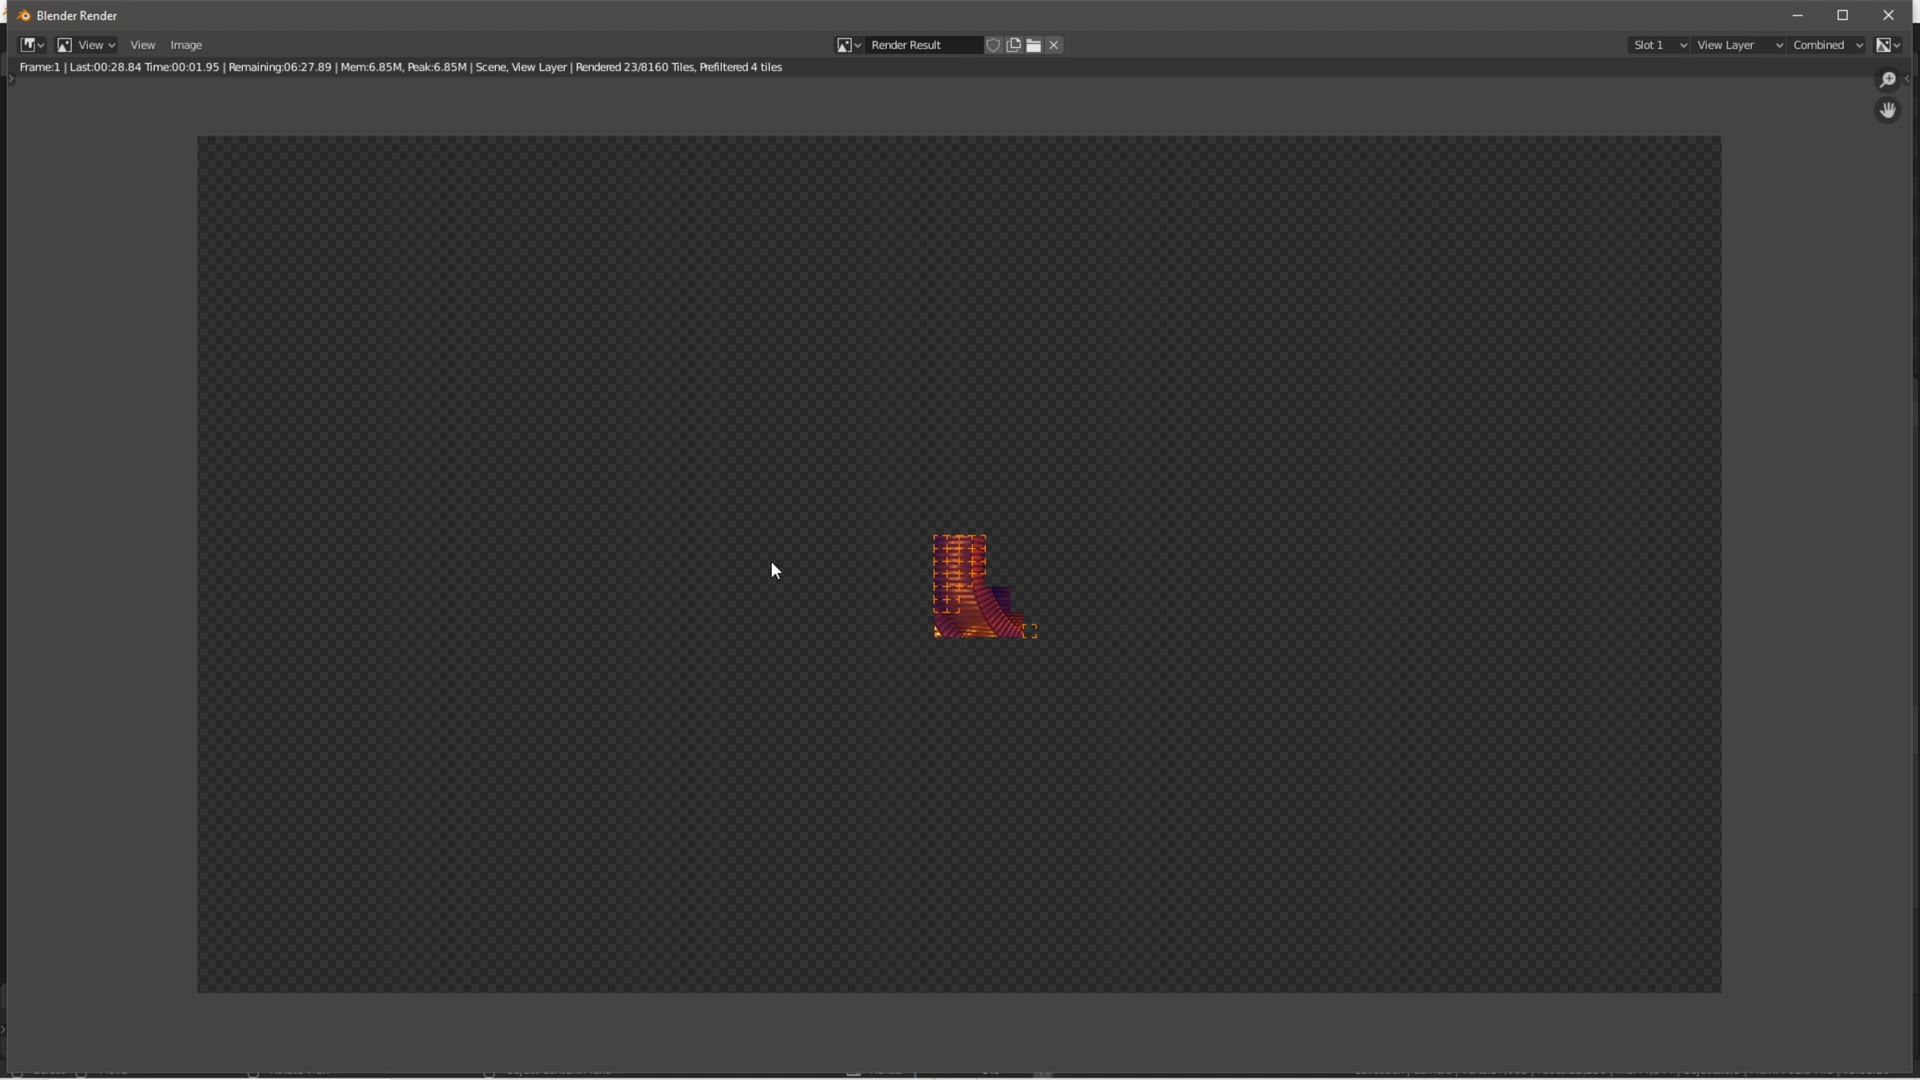 Blender Render
View View Image Render Result Slot 1 View Layer Combined
Frame:1 | Last:00:28.84 Time:00:01.95 | Remaining:06:27.89 | Mem:6.85M, Peak:6.85M | Scene, View Layer | Rendered 23/8160 Tiles, Prefiltered 4 tiles